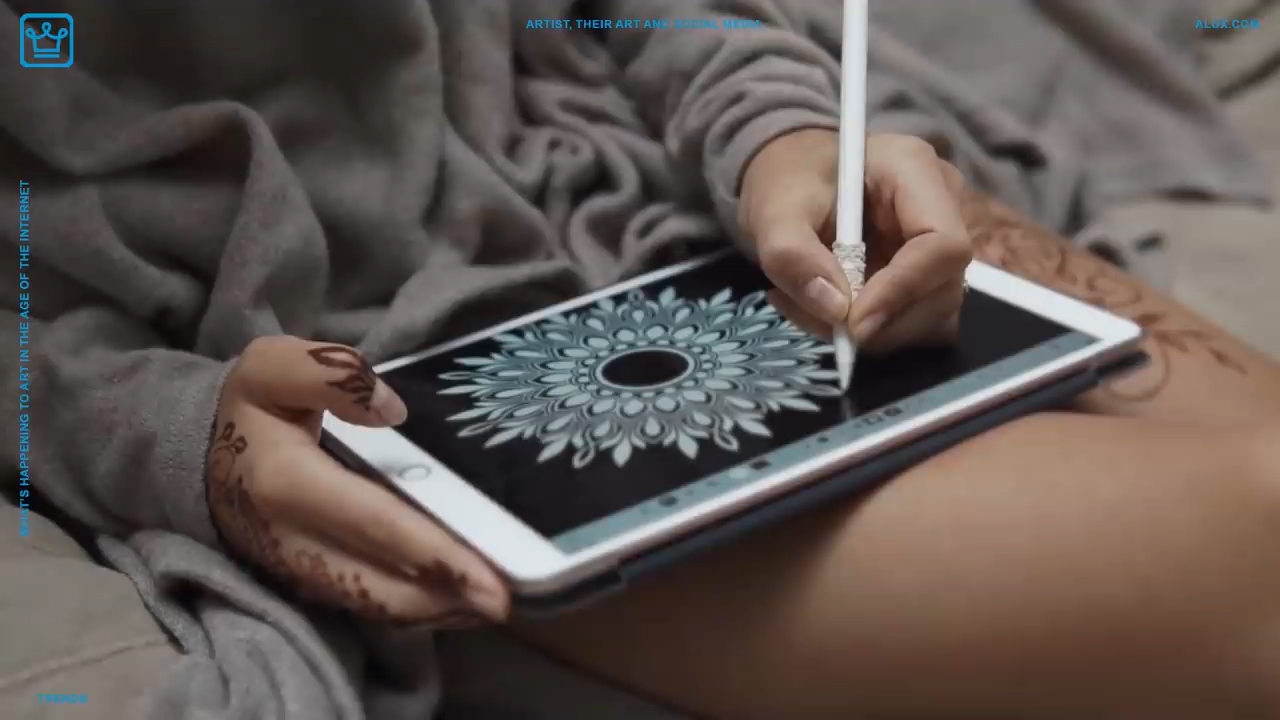 ARTIST, THEIR ART AND SOCIAL MEDIA
ALUX.COM
WHAT'S HAPPENING TO ART IN THE AGE OF THE INTERNET
TRENDS